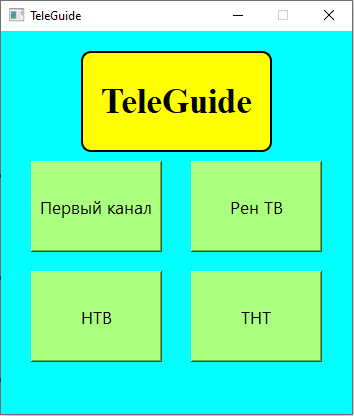 TeleGuide
TeleGuide
Первый канал
Рен ТВ
НТВ
ТНТ